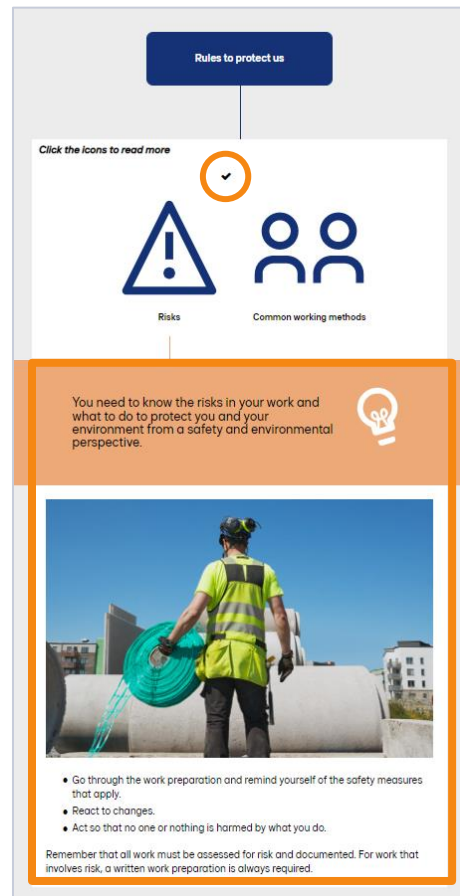 Rules to protect us
Click the icons to read more
Risks
Common working methods
You need to know the risks in your work and
what to do to protect you and your
environment from a safety and environmental
perspective.
• Go through the work preparation and remind yourself of the safety measures
that apply.
• React to changes.
• Act so that no one or nothing is harmed by what you do.
Remember that all work must be assessed for risk and documented. For work that
involves risk, a written work preparation is always required.